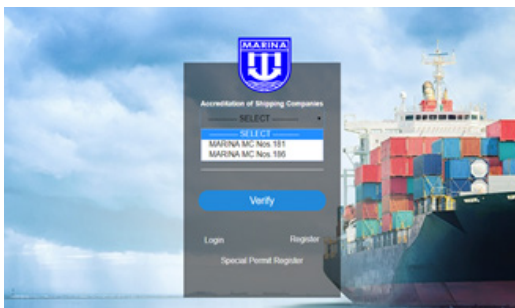 MARINA
Accreditation of Shipping Companies
--------- SELECT ---------
--------- SELECT ---------
MARINA MC Nos.181
MARINA MC Nos.186
Verify
Login Register
Special Permit Register